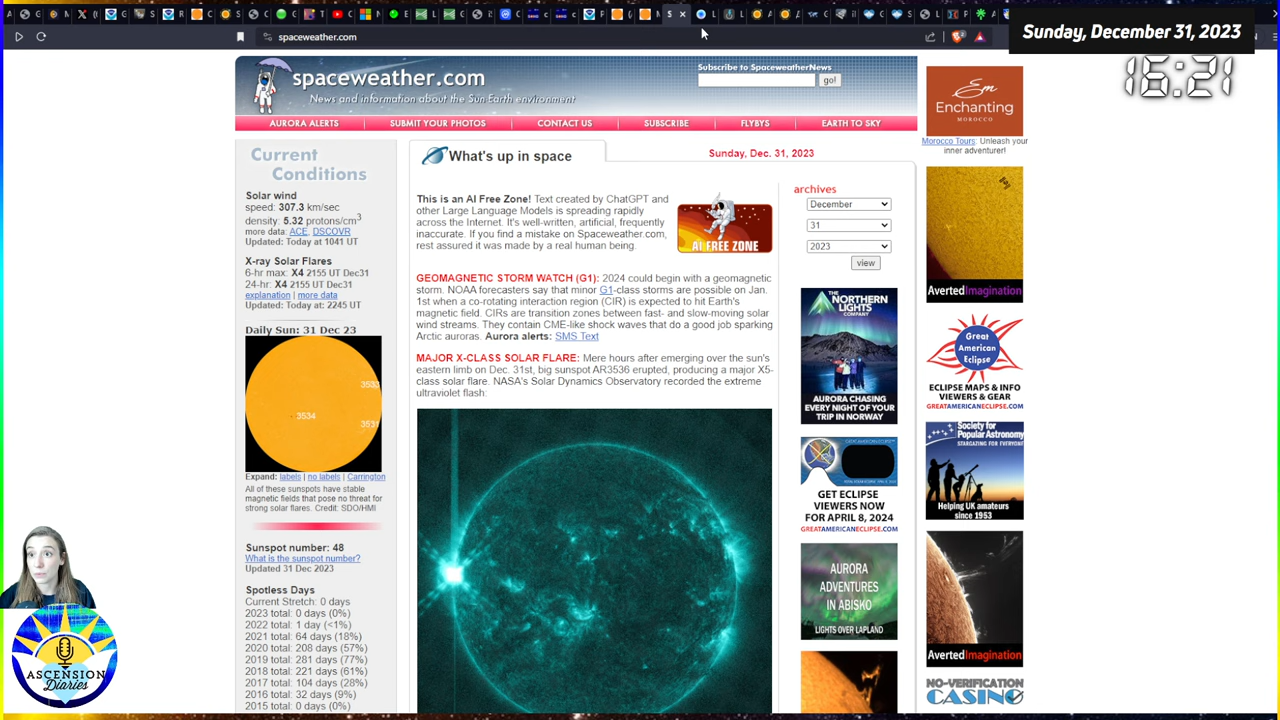 spaceweather.com
Sunday, December 31, 2023
16:21
spaceweather.com
News and information about the Sun Earth environment
Subscribe to SpaceweatherNews
go!
AURORA ALERTS
SUBMIT YOUR PHOTOS
CONTACT US
SUBSCRIBE
FLYBYS
EARTH TO SKY
Current
Conditions
Solar wind
speed: 307.3 km/sec
density: 5.32 protons/cm3
more data: ACE, DSCOVR
Updated: Today at 1041 UT
X-ray Solar Flares
6-hr max: X4 2155 UT Dec31
24-hr: X4 2155 UT Dec31
explanation | more data
Updated: Today at: 2245 UT
Daily Sun: 31 Dec 23
3533
3534
3531
Expand: labels | no labels | Carrington
All of these sunspots have stable
magnetic fields that pose no threat for
strong solar flares. Credit: SDO/HMI
Sunspot number: 48
What is the sunspot number?
Updated 31 Dec 2023
Spotless Days
Current Stretch: 0 days
2023 total: 0 days (0%)
2022 total: 1 day (<1%)
2021 total: 64 days (18%)
2020 total: 208 days (57%)
2019 total: 281 days (77%)
2018 total: 221 days (61%)
2017 total: 104 days (28%)
2016 total: 32 days (9%)
2015 total: 0 days (0%)
What's up in space
Sunday, Dec. 31, 2023
This is an AI Free Zone! Text created by ChatGPT and
other Large Language Models is spreading rapidly
across the Internet. It's well-written, artificial, frequently
inaccurate. If you find a mistake on Spaceweather.com,
rest assured it was made by a real human being.
AI FREE ZONE
GEOMAGNETIC STORM WATCH (G1): 2024 could begin with a geomagnetic
storm. NOAA forecasters say that minor G1-class storms are possible on Jan.
1st when a co-rotating interaction region (CIR) is expected to hit Earth's
magnetic field. CIRs are transition zones between fast- and slow-moving solar
wind streams. They contain CME-like shock waves that do a good job sparking
Arctic auroras. Aurora alerts: SMS Text
MAJOR X-CLASS SOLAR FLARE: Mere hours after emerging over the sun's
eastern limb on Dec. 31st, big sunspot AR3536 erupted, producing a major X5-
class solar flare. NASA's Solar Dynamics Observatory recorded the extreme
ultraviolet flash:
archives
December
31
2023
view
THE
NORTHERN
LIGHTS
COMPANY
AURORA CHASING
EVERY NIGHT OF YOUR
TRIP IN NORWAY
GET ECLIPSE
VIEWERS NOW
FOR APRIL 8, 2024
GREATAMERICANECLIPSE.COM
AURORA
ADVENTURES
IN ABISKO
LIGHTS OVER LAPLAND
Em
Enchanting
MOROCCO
Morocco Tours: Unleash your
inner adventurer!
AvertedImagination
Great
American
Eclipse
ECLIPSE MAPS & INFO
VIEWERS & GEAR
GREATAMERICANECLIPSE.COM
Society for
Popular Astronomy
STARGAZING FOR EVERYONE
Helping UK amateurs
since 1953
AvertedImagination
NO-VERIFICATION
CASINO
ASCENSION
Diaries